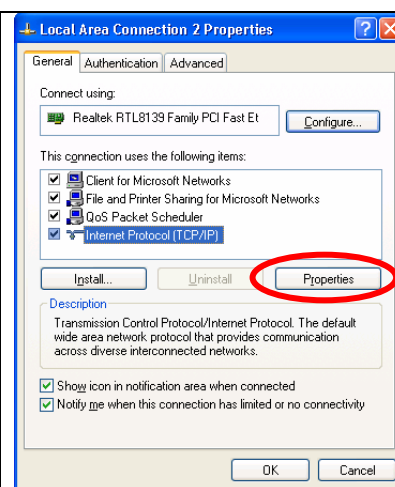 Local Area Connection 2 Properties
General Authentication Advanced
Connect using:
Realtek RTL8139 Family PCI Fast Et
Configure...
This connection uses the following items:
Client for Microsoft Networks
File and Printer Sharing for Microsoft Networks
QoS Packet Scheduler
Internet Protocol (TCP/IP)
Install... Uninstall Properties
Description
Transmission Control Protocol/Internet Protocol. The default
wide area network protocol that provides communication
across diverse interconnected networks.
Show icon in notification area when connected
Notify me when this connection has limited or no connectivity
OK Cancel